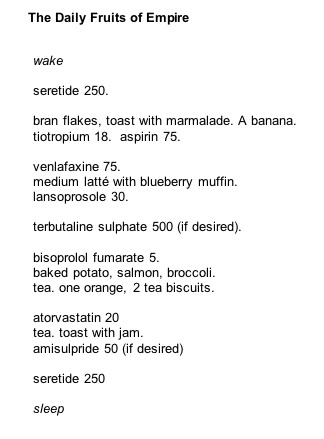 The Daily Fruits of Empire
wake
seretide 250.
bran flakes, toast with marmalade. A banana.
tiotropium 18. aspirin 75.
venlafaxine 75.
medium latté with blueberry muffin.
lansoprosole 30.
terbutaline sulphate 500 (if desired).
bisoprolol fumarate 5.
baked potato, salmon, broccoli.
tea. one orange, 2 tea biscuits.
atorvastatin 20
tea. toast with jam.
amisulpride 50 (if desired)
seretide 250
sleep